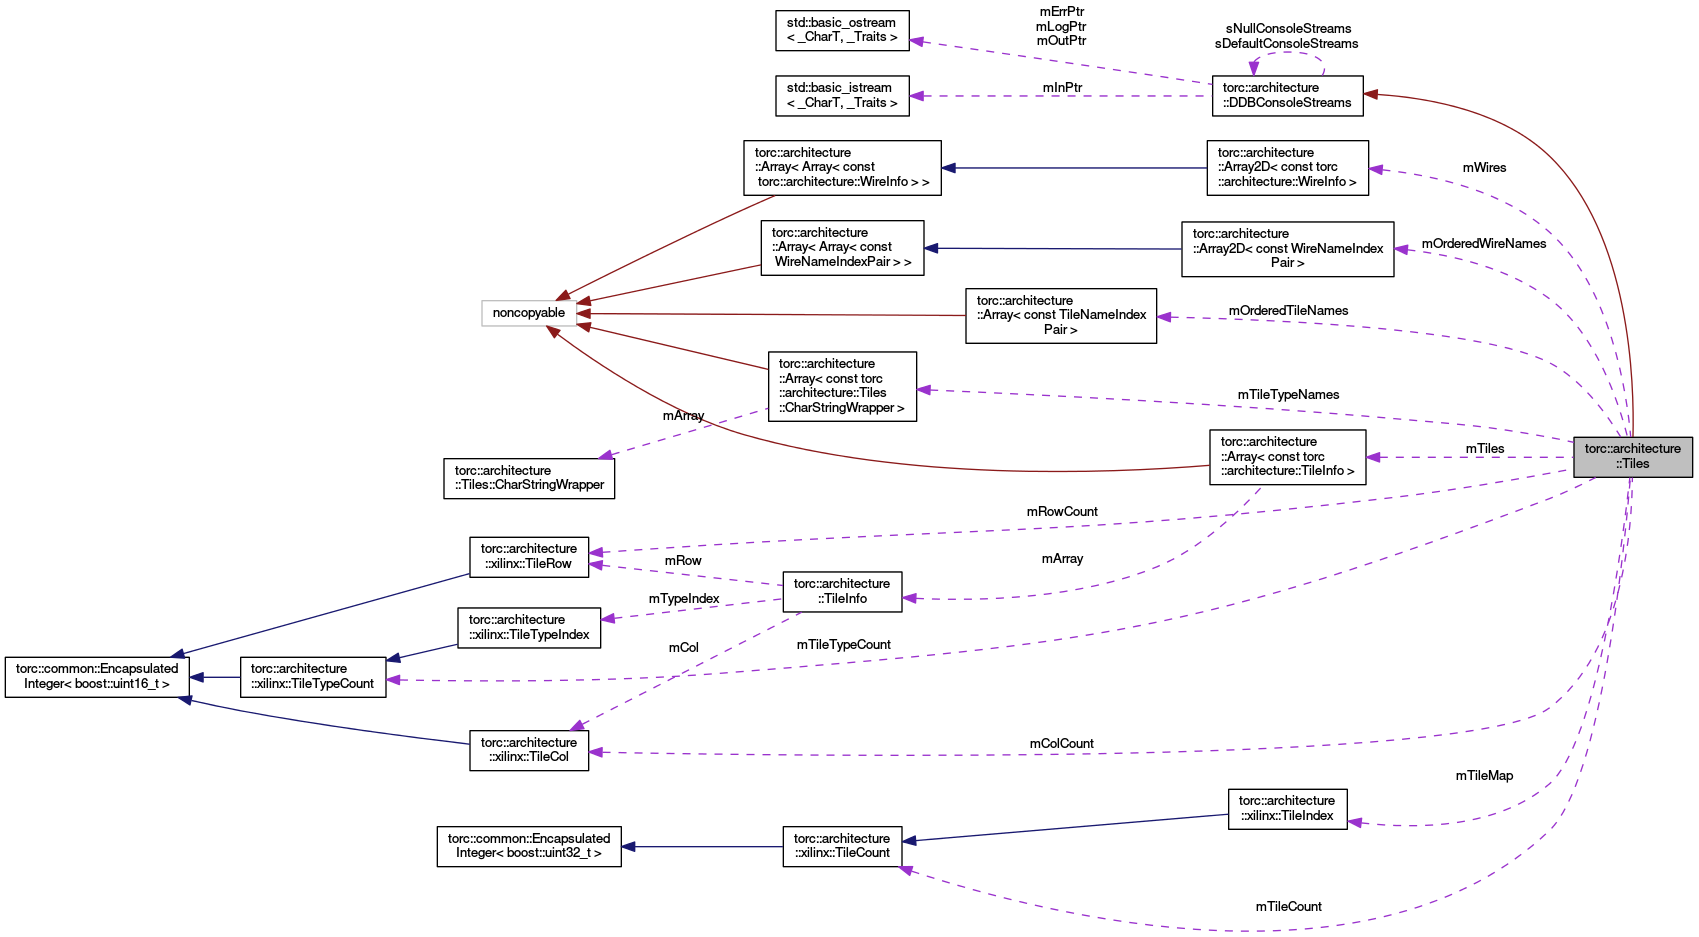 std::basic_ostream
< _CharT, _Traits >
mErrPtr
mLogPtr
mOutPtr
sNullConsoleStreams
sDefaultConsoleStreams
std::basic_istream
< _CharT, _Traits >
mInPtr
torc::architecture
::DDBConsoleStreams
torc::architecture
::Array< Array< const
torc::architecture::WireInfo > >
torc::architecture
::Array2D< const torc
::architecture::WireInfo >
mWires
torc::architecture
::Array< Array< const
WireNameIndexPair > >
torc::architecture
::Array2D< const WireNameIndex
Pair >
mOrderedWireNames
noncopyable
torc::architecture
::Array< const TileNameIndex
Pair >
mOrderedTileNames
torc::architecture
::Array< const torc
::architecture::Tiles
::CharStringWrapper >
mTileTypeNames
mArray
torc::architecture
::Tiles::CharStringWrapper
torc::architecture
::Array< const torc
::architecture::TileInfo >
mTiles
torc::architecture
::Tiles
mRowCount
torc::architecture
::xilinx::TileRow
mRow
mArray
torc::architecture
::TileInfo
mTypeIndex
torc::architecture
::xilinx::TileTypeIndex
mCol
mTileTypeCount
torc::common::Encapsulated
Integer< boost::uint16_t >
torc::architecture
::xilinx::TileTypeCount
torc::architecture
::xilinx::TileCol
mColCount
mTileMap
torc::architecture
::xilinx::TileIndex
torc::common::Encapsulated
Integer< boost::uint32_t >
torc::architecture
::xilinx::TileCount
mTileCount